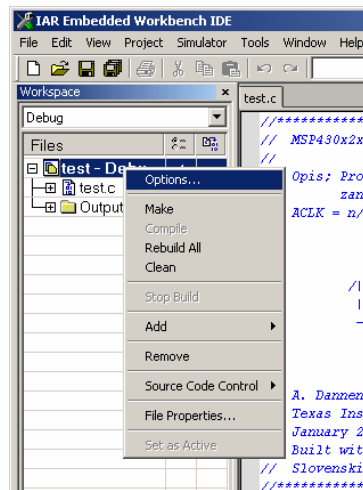 IAR Embedded Workbench IDE
File Edit View Project Simulator Tools Window Help
Workspace
×
test.c
Debug
Files
test - Debu
test.c
Output
Options...
Make
Compile
Rebuild All
Clean
Stop Build
Add
Remove
Source Code Control
File Properties...
Set as Active
//***********
// MSP430x2x
//
Opis; Pro
zan
ACLK = n/
/|
|
-
A. Dannen
Texas Ins
January 2
Built wit
// Slovenski
//***********